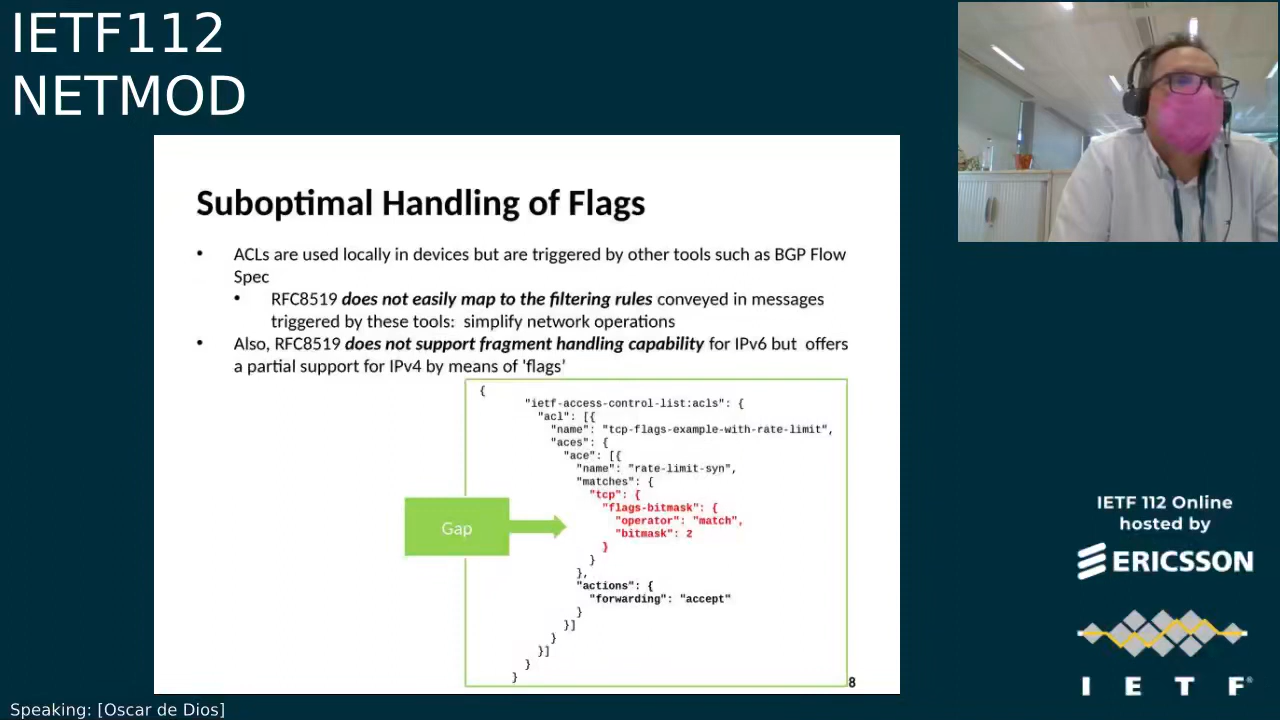 IETF112
NETMOD
Suboptimal Handling of Flags
• ACLs are used locally in devices but are triggered by other tools such as BGP Flow
Spec
• RFC8519 does not easily map to the filtering rules conveyed in messages
triggered by these tools: simplify network operations
• Also, RFC8519 does not support fragment handling capability for IPv6 but offers
a partial support for IPv4 by means of 'flags’
{
"ietf-access-control-list:acls": {
"acl": [{
"name": "tcp-flags-example-with-rate-limit",
"aces": {
"ace": [{
"name": "rate-limit-syn",
"matches": {
"tcp": {
"flags-bitmask": {
"operator": "match",
"bitmask": 2
}
}
},
"actions": {
"forwarding": "accept"
}
}]
}
}]
}
}
Gap
8
IETF 112 Online
hosted by
ERICSSON
I E T F®
Speaking: [Oscar de Dios]